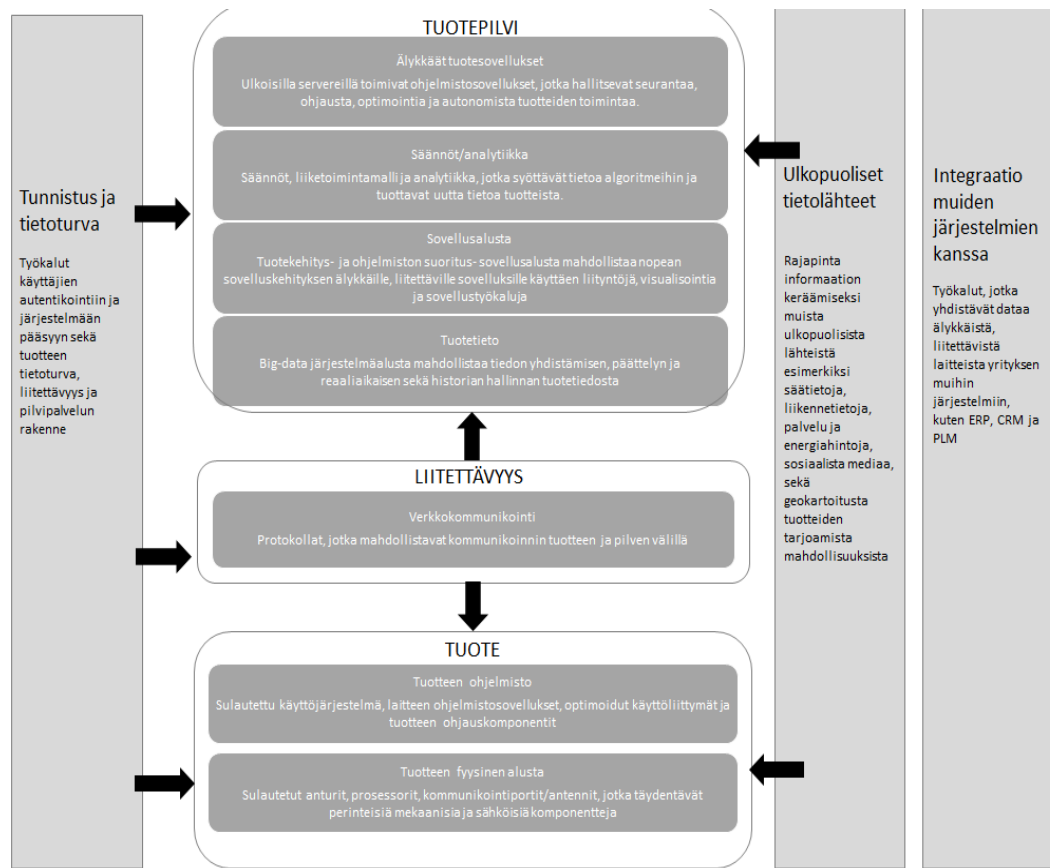 Tunnistus ja
tietoturva
Työkalut
käyttäjien
autentikointiin ja
järjestelmään
pääsyyn sekä
tuotteen
tietoturva,
liitettävyys ja
pilvipalvelun
rakenne
TUOTEPILVI
Älykkäät tuotesovellukset
Ulkoisilla servereillä toimivat ohjelmistosovellukset, jotka hallitsevat seurantaa,
ohjausta, optimointia ja autonomista tuotteiden toimintaa.
Säännöt/analytiikka
Säännöt, liiketoimintamalli ja analytiikka, jotka syöttävät tietoa algoritmeihin ja
tuottavat uutta tietoa tuotteista.
Sovellusalusta
Tuotekehitys- ja ohjelmiston suoritus- sovellusalusta mahdollistaa nopean
sovelluskehityksen älykkäille, liitettäville sovelluksille käyttäen liityntöjä, visualisointia
ja sovellustyökaluja
Tuotetieto
Big-data järjestelmäalusta mahdollistaa tiedon yhdistämisen, päättelyn ja
reaaliaikaisen sekä historian hallinnan tuotetiedosta
LIITETTÄVYYS
Verkkokommunikointi
Protokollat, jotka mahdollistavat kommunikoinnin tuotteen ja pilven välillä
TUOTE
Tuotteen ohjelmisto
Sulautettu käyttöjärjestelmä, laitteen ohjelmistosovellukset, optimoidut käyttöliittymät ja
tuotteen ohjauskomponentit
Tuotteen fyysinen alusta
Sulautetut anturit, prosessorit, kommunikointiportit/antennit, jotka täydentävät
perinteisiä mekaanisia ja sähköisiä komponentteja
Ulkopuoliset
tietolähteet
Rajapinta
informaation
keräämiseksi
muista
ulkopuolisista
lähteistä
esimerkiksi
säätietoja,
liikennetietoja,
palvelu ja
energiahintoja,
sosiaalista mediaa,
sekä
geokartoitusta
tuotteiden
tarjoamista
mahdollisuuksista
Integraatio
muiden
järjestelmien
kanssa
Työkalut, jotka
yhdistävät dataa
älykkäistä,
liitettävistä
laitteista yrityksen
muihin
järjestelmiin,
kuten ERP, CRM ja
PLM